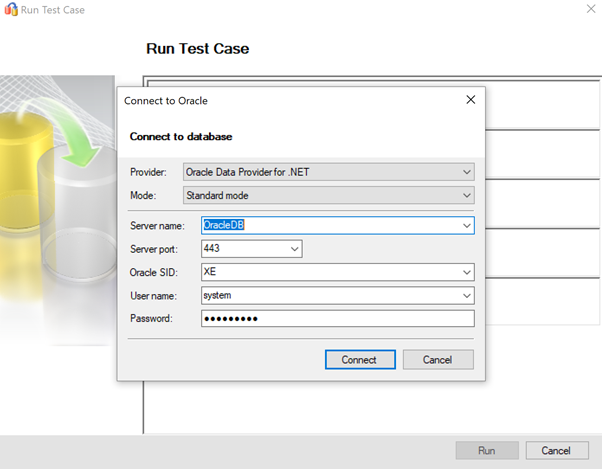 Run Test Case
Run Test Case
Connect to Oracle
Connect to database
Provider: Oracle Data Provider for .NET
Mode: Standard mode
Server name: OracleDB
Server port: 443
Oracle SID: XE
User name: system
Password: ●●●●●●●●●
Connect Cancel
Run Cancel